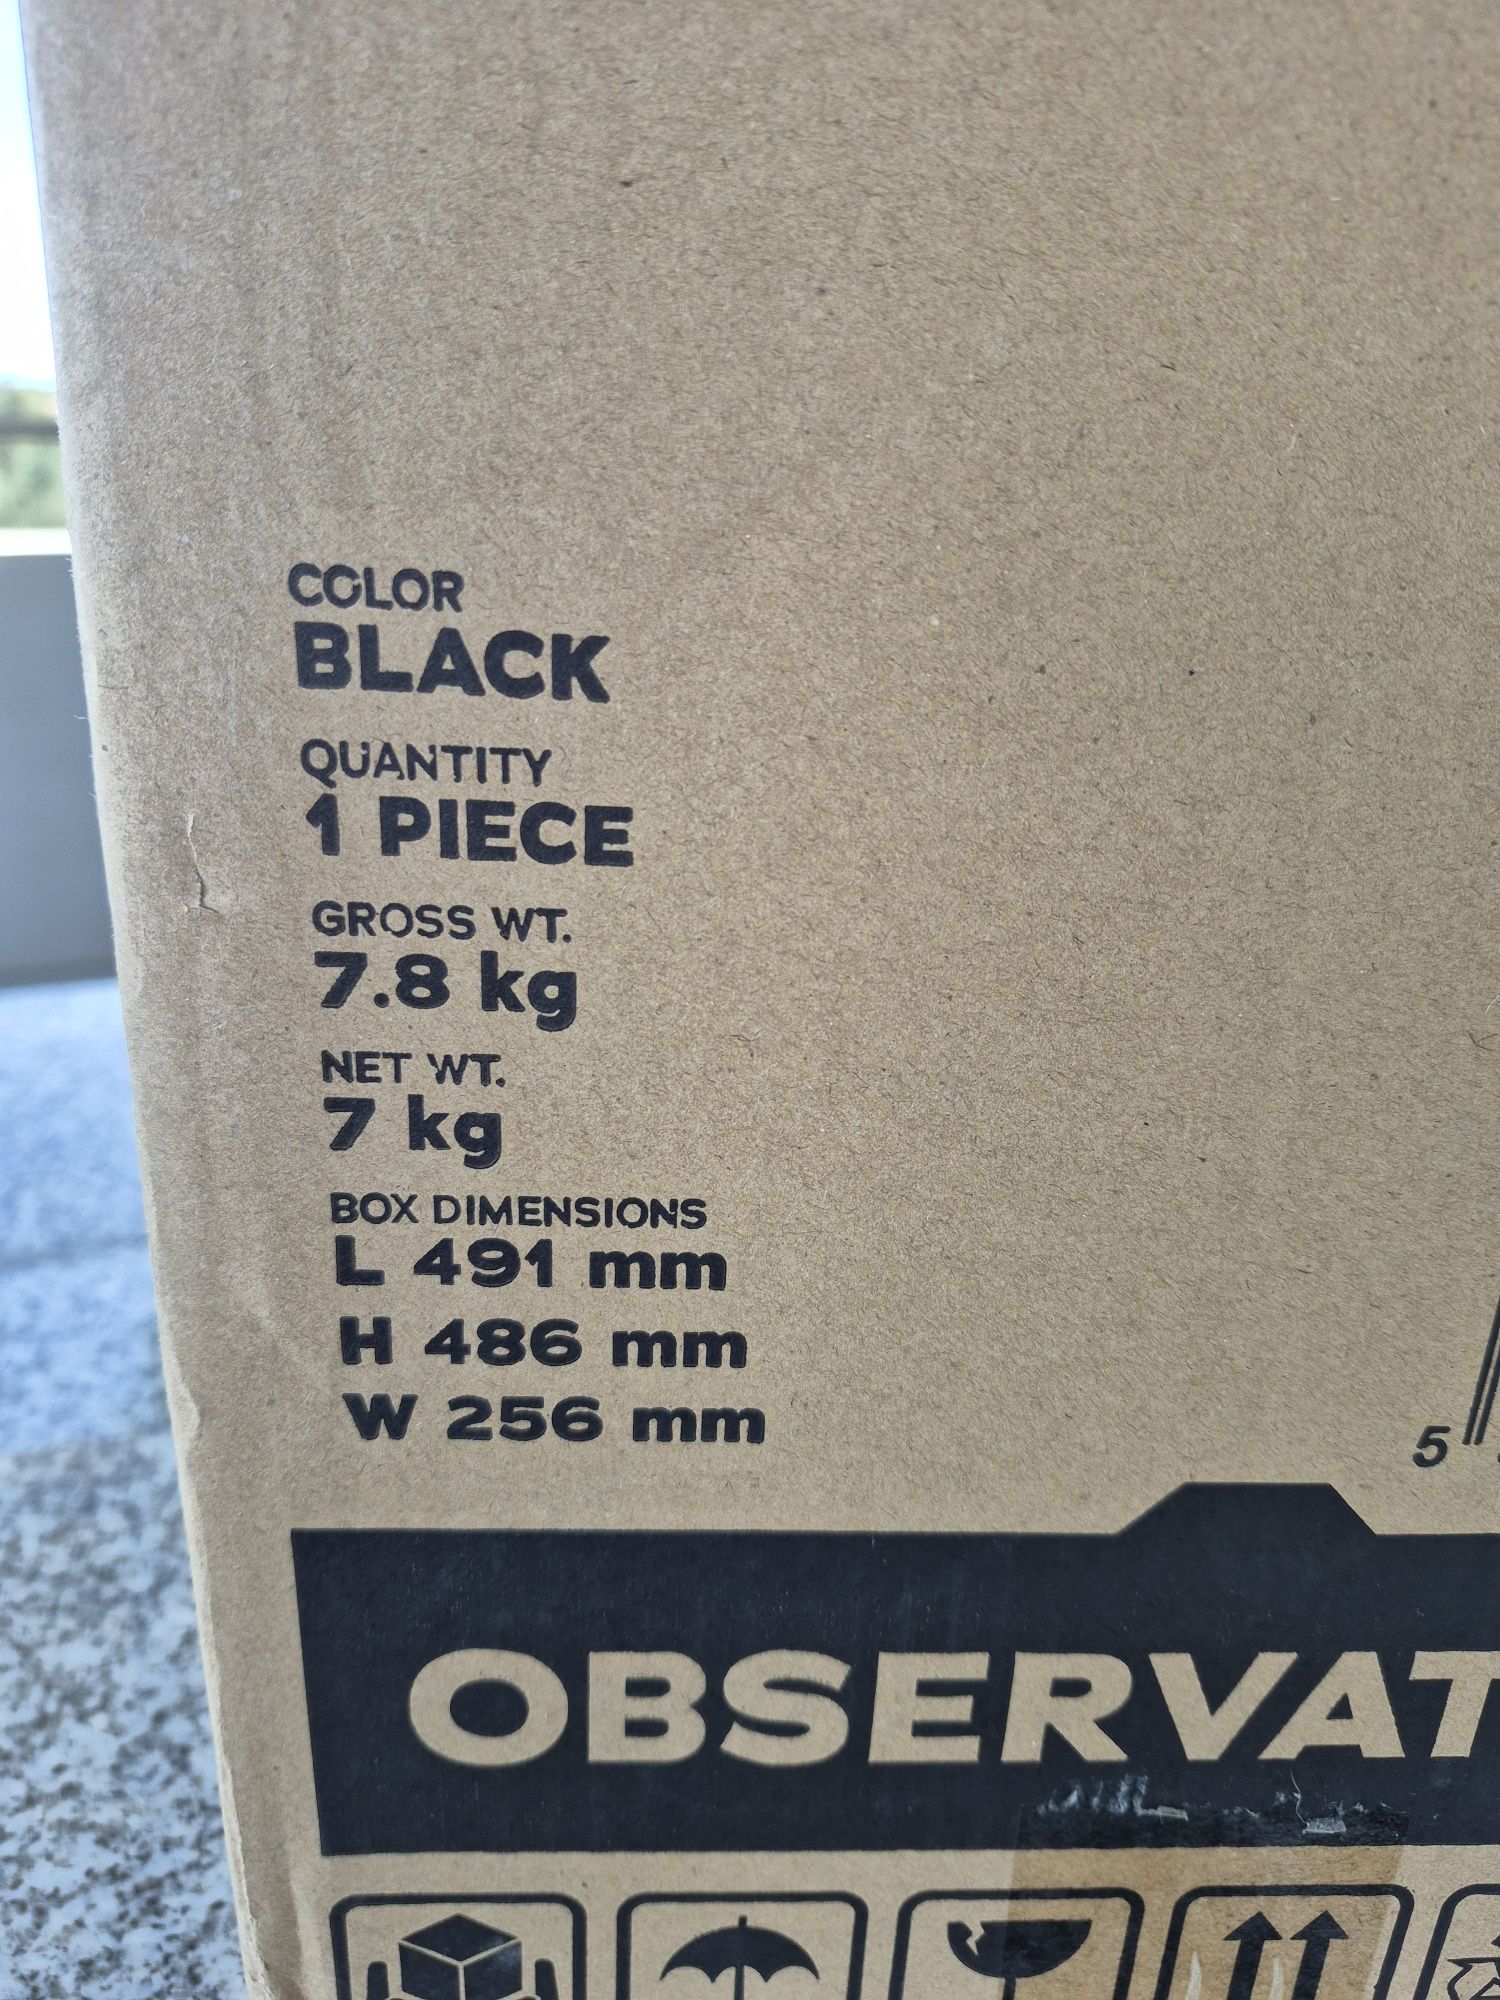 COLOR
BLACK
QUANTITY
1 PIECE
GROSS WT.
7.8 kg
NET WT.
7 kg
BOX DIMENSIONS
L 491 mm
H 486 mm
W 256 mm
5
OBSERVAT